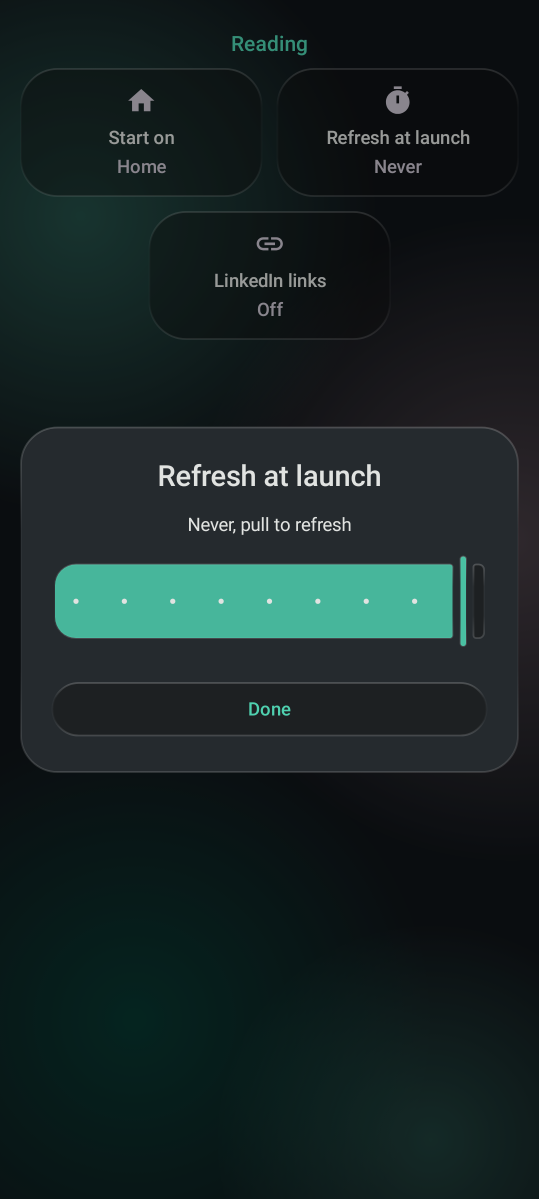 Reading
Start on
Home
Refresh at launch
Never
LinkedIn links
Off
Refresh at launch
Never, pull to refresh
Done